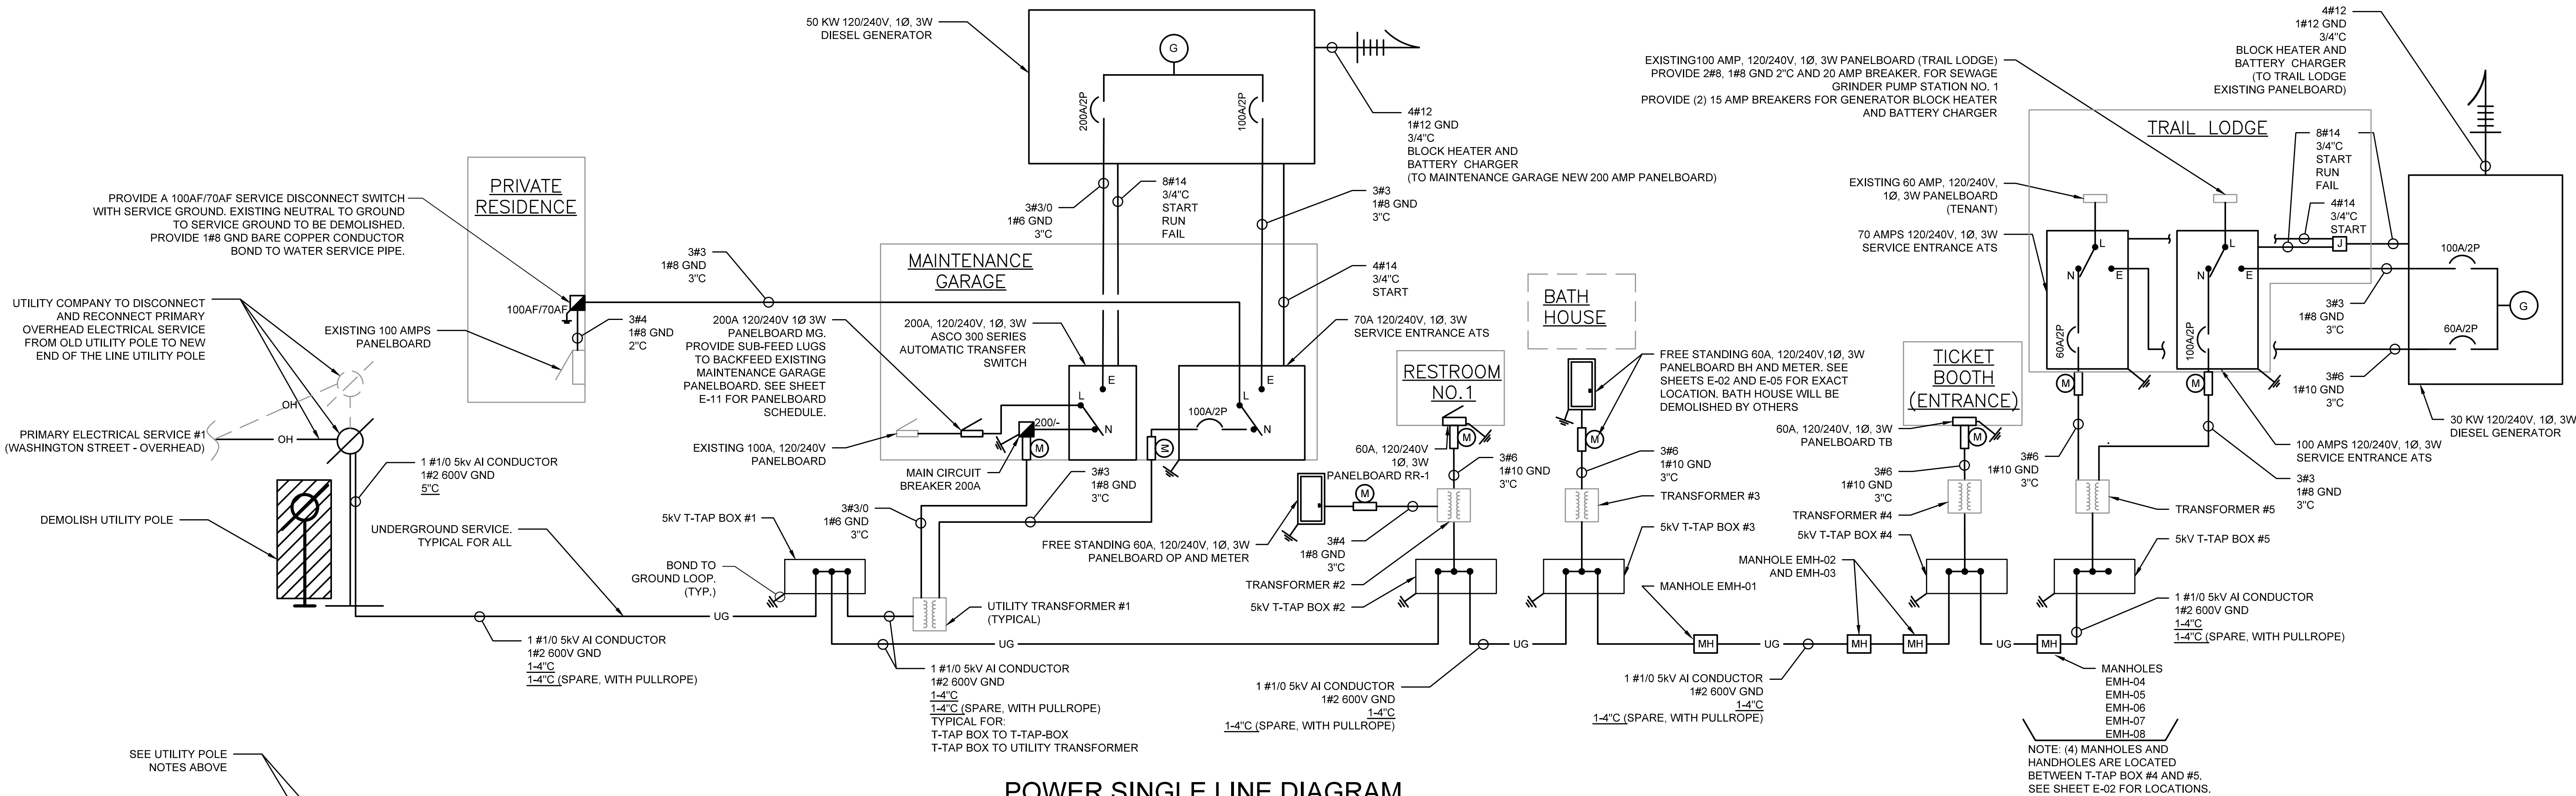 50 KW 120/240V, 1Ø, 3W
DIESEL GENERATOR
G
200A/2P
100A/2P
4#12
1#12 GND
3/4"C
BLOCK HEATER AND
BATTERY CHARGER
(TO MAINTENANCE GARAGE NEW 200 AMP PANELBOARD)
EXISTING100 AMP, 120/240V, 1Ø, 3W PANELBOARD (TRAIL LODGE)
PROVIDE 2#8, 1#8 GND 2"C AND 20 AMP BREAKER. FOR SEWAGE
GRINDER PUMP STATION NO. 1
PROVIDE (2) 15 AMP BREAKERS FOR GENERATOR BLOCK HEATER
AND BATTERY CHARGER
4#12
1#12 GND
3/4"C
BLOCK HEATER AND
BATTERY CHARGER
(TO TRAIL LODGE
EXISTING PANELBOARD)
PROVIDE A 100AF/70AF SERVICE DISCONNECT SWITCH
WITH SERVICE GROUND. EXISTING NEUTRAL TO GROUND
TO SERVICE GROUND TO BE DEMOLISHED.
PROVIDE 1#8 GND BARE COPPER CONDUCTOR
BOND TO WATER SERVICE PIPE.
PRIVATE
RESIDENCE
100AF/70AF
3#4
1#8 GND
2"C
EXISTING 100 AMPS
PANELBOARD
UTILITY COMPANY TO DISCONNECT
AND RECONNECT PRIMARY
OVERHEAD ELECTRICAL SERVICE
FROM OLD UTILITY POLE TO NEW
END OF THE LINE UTILITY POLE
OH
OH
PRIMARY ELECTRICAL SERVICE #1
(WASHINGTON STREET - OVERHEAD)
1 #1/0 5kv Al CONDUCTOR
1#2 600V GND
5"C
DEMOLISH UTILITY POLE
UNDERGROUND SERVICE.
TYPICAL FOR ALL
1 #1/0 5kV Al CONDUCTOR
1#2 600V GND
1-4"C
1-4"C (SPARE, WITH PULLROPE)
UG
3#3
1#8 GND
3"C
MAINTENANCE
GARAGE
3#3/0
1#6 GND
3"C
8#14
3/4"C
START
RUN
FAIL
3#3
1#8 GND
3"C
4#14
3/4"C
START
200A 120/240V 1Ø 3W
PANELBOARD MG.
PROVIDE SUB-FEED LUGS
TO BACKFEED EXISTING
MAINTENANCE GARAGE
PANELBOARD. SEE SHEET
E-11 FOR PANELBOARD
SCHEDULE.
200A, 120/240V, 1Ø, 3W
ASCO 300 SERIES
AUTOMATIC TRANSFER
SWITCH
70A 120/240V, 1Ø, 3W
SERVICE ENTRANCE ATS
E
L
N
E
L
N
200/-
100A/2P
M
M
EXISTING 100A, 120/240V
PANELBOARD
MAIN CIRCUIT
BREAKER 200A
3#3
1#8 GND
3"C
3#3/0
1#6 GND
3"C
5kV T-TAP BOX #1
BOND TO
GROUND LOOP.
(TYP.)
UTILITY TRANSFORMER #1
(TYPICAL)
UG
1 #1/0 5kV Al CONDUCTOR
1#2 600V GND
1-4"C
1-4"C (SPARE, WITH PULLROPE)
TYPICAL FOR:
T-TAP BOX TO T-TAP-BOX
T-TAP BOX TO UTILITY TRANSFORMER
BATH
HOUSE
FREE STANDING 60A, 120/240V,1Ø, 3W
PANELBOARD BH AND METER. SEE
SHEETS E-02 AND E-05 FOR EXACT
LOCATION. BATH HOUSE WILL BE
DEMOLISHED BY OTHERS
M
RESTROOM
NO.1
M
60A, 120/240V
1Ø, 3W
PANELBOARD RR-1
3#6
1#10 GND
3"C
M
FREE STANDING 60A, 120/240V, 1Ø, 3W
PANELBOARD OP AND METER
3#4
1#8 GND
3"C
TRANSFORMER #2
5kV T-TAP BOX #2
3#6
1#10 GND
3"C
TRANSFORMER #3
5kV T-TAP BOX #3
MANHOLE EMH-01
UG
1 #1/0 5kV Al CONDUCTOR
1#2 600V GND
1-4"C
1-4"C (SPARE, WITH PULLROPE)
MH
UG
MH
MH
1 #1/0 5kV Al CONDUCTOR
1#2 600V GND
1-4"C
1-4"C (SPARE, WITH PULLROPE)
MANHOLE EMH-02
AND EMH-03
TICKET
BOOTH
(ENTRANCE)
60A, 120/240V, 1Ø, 3W
PANELBOARD TB
M
3#6
1#10 GND
3"C
TRANSFORMER #4
5kV T-TAP BOX #4
UG
MH
TRAIL LODGE
EXISTING 60 AMP, 120/240V,
1Ø, 3W PANELBOARD
(TENANT)
70 AMPS 120/240V, 1Ø, 3W
SERVICE ENTRANCE ATS
8#14
3/4"C
START
RUN
FAIL
4#14
3/4"C
START
J
L
N
E
60A/2P
L
N
E
100A/2P
M
M
100A/2P
60A/2P
G
3#3
1#8 GND
3"C
3#6
1#10 GND
3"C
30 KW 120/240V, 1Ø, 3W
DIESEL GENERATOR
100 AMPS 120/240V, 1Ø, 3W
SERVICE ENTRANCE ATS
3#6
1#10 GND
3"C
3#3
1#8 GND
3"C
TRANSFORMER #5
5kV T-TAP BOX #5
1 #1/0 5kV Al CONDUCTOR
1#2 600V GND
1-4"C
1-4"C (SPARE, WITH PULLROPE)
MANHOLES
EMH-04
EMH-05
EMH-06
EMH-07
EMH-08
NOTE: (4) MANHOLES AND
HANDHOLES ARE LOCATED
BETWEEN T-TAP BOX #4 AND #5.
SEE SHEET E-02 FOR LOCATIONS.
SEE UTILITY POLE
NOTES ABOVE
POWER SINGLE LINE DIAGRAM